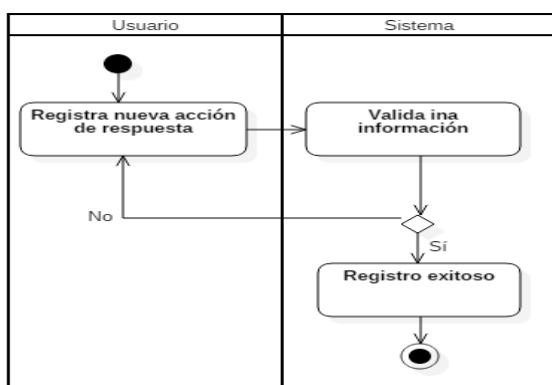 Usuario
Sistema
Registra nueva acción
de respuesta
Valida ina
información
No
Sí
Registro exitoso